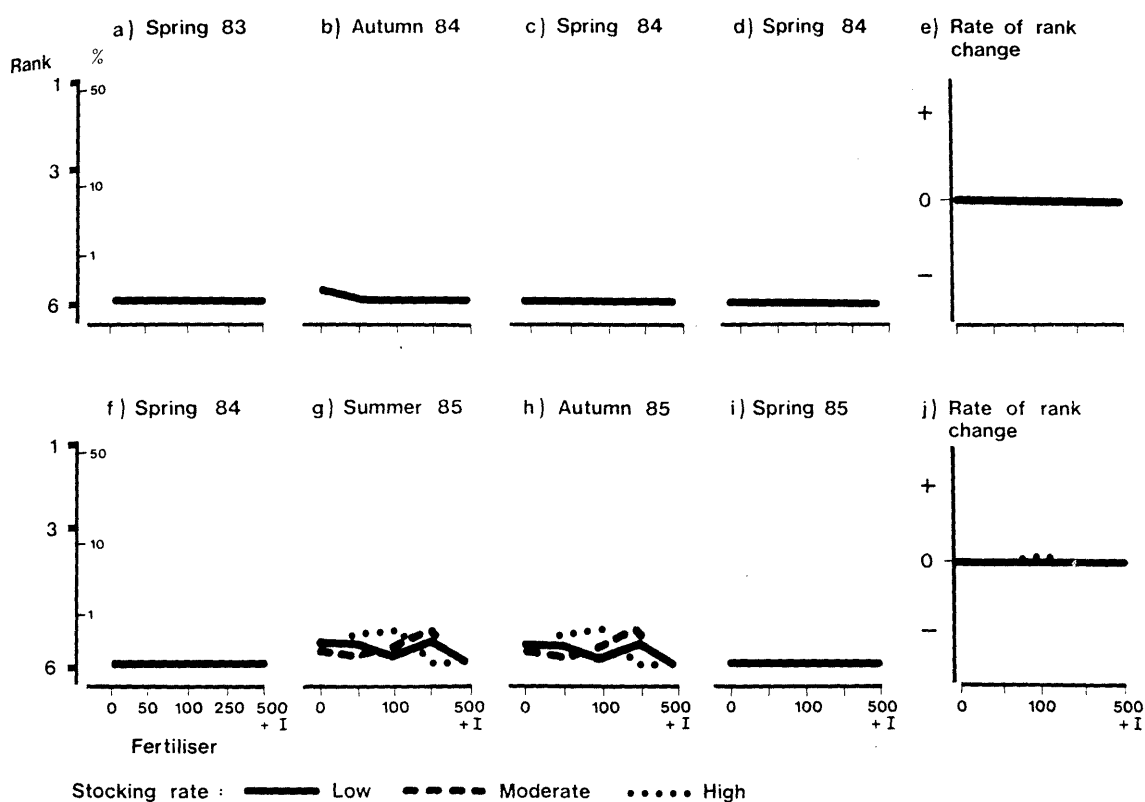 a) Spring 83 b) Autumn 84 c) Spring 84 d) Spring 84 e) Rate of rank
change
Rank %
1 50
+
3
10
0
1
−
6
f) Spring 84 g) Summer 85 h) Autumn 85 i) Spring 85 j) Rate of rank
change
1
50
+
3
10
0
1
−
6
0 50 100 250 500 0 100 500 0 100 500 0 100 500 0 100 500
+ I + I + I + I + I
Fertiliser
Stocking rate : Low Moderate High